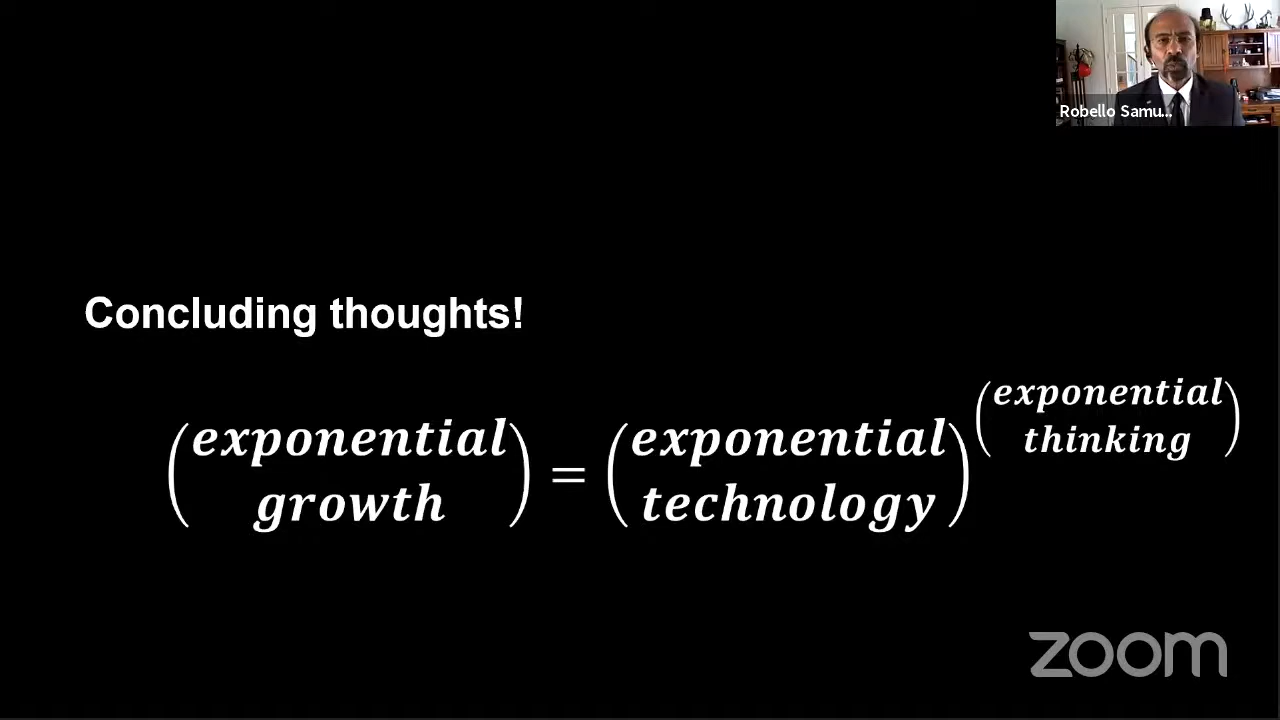 Robello Samu...
Concluding thoughts!
(exponential growth) = (exponential technology)^(exponential thinking)
zoom